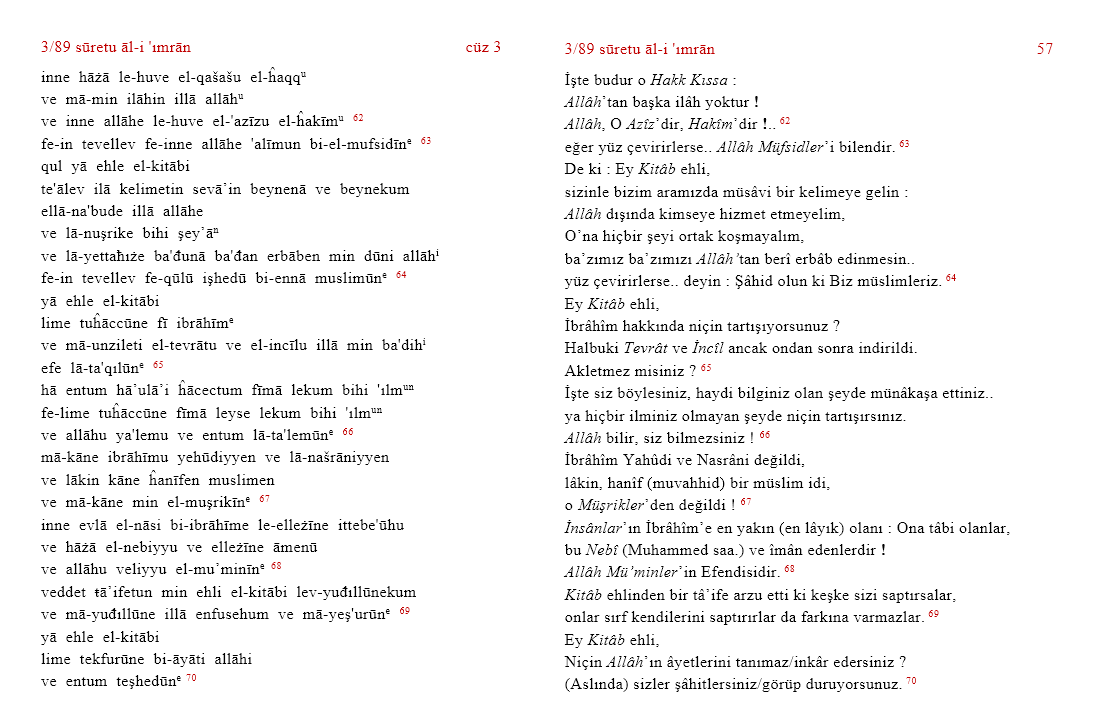 3/89 sūretu āl-i 'ımrān cüz 3
inne hāżā le-huve el-qašašu el-ĥaqqᵘ
ve mā-min ilāhin illā allāhᵘ
ve inne allāhe le-huve el-'azīzu el-ĥakīmᵘ 62
fe-in tevellev fe-inne allāhe 'alīmun bi-el-mufsidīnᵉ 63
qul yā ehle el-kitābi
te'ālev ilā kelimetin sevā’in beynenā ve beynekum
ellā-na'bude illā allāhe
ve lā-nuşrike bihi şey’āⁿ
ve lā-yettaħıże ba'đunā ba'đan erbāben min dūni allāhⁱ
fe-in tevellev fe-qūlū işhedū bi-ennā muslimūnᵉ 64
yā ehle el-kitābi
lime tuĥāccūne fī ibrāhīmᵉ
ve mā-unzileti el-tevrātu ve el-incīlu illā min ba'dihⁱ
efe lā-ta'qılūnᵉ 65
hā entum hā’ulā’i ĥācectum fīmā lekum bihi 'ılmᵘⁿ
fe-lime tuĥāccūne fīmā leyse lekum bihi 'ılmᵘⁿ
ve allāhu ya'lemu ve entum lā-ta'lemūnᵉ 66
mā-kāne ibrāhīmu yehūdiyyen ve lā-našrāniyyen
ve lākin kāne ĥanīfen muslimen
ve mā-kāne min el-muşrikīnᵉ 67
inne evlā el-nāsi bi-ibrāhīme le-elležīne ittebe'ūhu
ve hāżā el-nebiyyu ve elležīne āmenū
ve allāhu veliyyu el-mu’minīnᵉ 68
veddet ŧā’ifetun min ehli el-kitābi lev-yuđıllūnekum
ve mā-yuđıllūne illā enfusehum ve mā-yeş'urūnᵉ 69
yā ehle el-kitābi
lime tekfurūne bi-āyāti allāhi
ve entum teşhedūnᵉ 70
3/89 sūretu āl-i 'ımrān 57
İşte budur o Hakk Kıssa :
Allâh’tan başka ilâh yoktur !
Allâh, O Azîz’dir, Hakîm’dir !.. 62
eğer yüz çevirirlerse.. Allâh Müfsidler’i bilendir. 63
De ki : Ey Kitâb ehli,
sizinle bizim aramızda müsâvi bir kelimeye gelin :
Allâh dışında kimseye hizmet etmeyelim,
O’na hiçbir şeyi ortak koşmayalım,
ba’zımız ba’zımızı Allâh’tan berî erbâb edinmesin..
yüz çevirirlerse.. deyin : Şâhid olun ki Biz müslimleriz. 64
Ey Kitâb ehli,
İbrâhîm hakkında niçin tartışıyorsunuz ?
Halbuki Tevrât ve İncîl ancak ondan sonra indirildi.
Akletmez misiniz ? 65
İşte siz böylesiniz, haydi bilginiz olan şeyde münâkaşa ettiniz..
ya hiçbir ilminiz olmayan şeyde niçin tartışırsınız.
Allâh bilir, siz bilmezsiniz ! 66
İbrâhîm Yahûdi ve Nasrâni değildi,
lâkin, hanîf (muvahhid) bir müslim idi,
o Müşrikler’den değildi ! 67
İnsânlar’ın İbrâhîm’e en yakın (en lâyık) olanı : Ona tâbi olanlar,
bu Nebî (Muhammed saa.) ve îmân edenlerdir !
Allâh Mü’minler’in Efendisidir. 68
Kitâb ehlinden bir tâ’ife arzu etti ki keşke sizi saptırsalar,
onlar sırf kendilerini saptırırlar da farkına varmazlar. 69
Ey Kitâb ehli,
Niçin Allâh’ın âyetlerini tanımaz/inkâr edersiniz ?
(Aslında) sizler şâhitlersiniz/görüp duruyorsunuz. 70